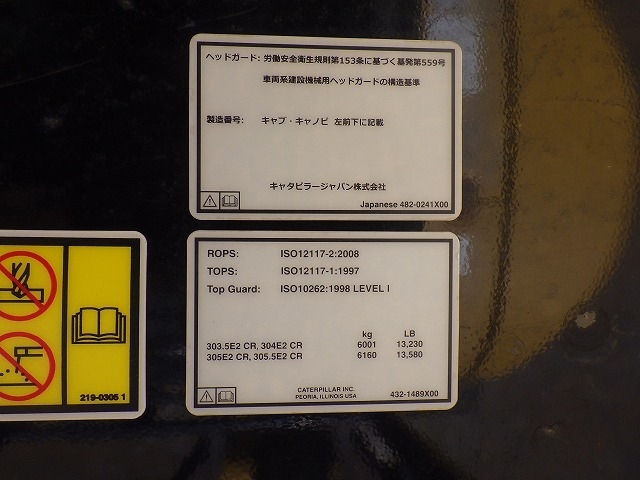 ヘッドガード: 労働安全衛生規則第153条に基づく基発第559号
車両系建設機械用ヘッドガードの構造基準
製造番号: キャブ・キャノピ 左前下に記載
キャタピラージャパン株式会社
Japanese 482-0241X00
ROPS: ISO12117-2:2008
TOPS: ISO12117-1:1997
Top Guard: ISO10262:1998 LEVEL I
kg LB
303.5E2 CR, 304E2 CR 6001 13,230
305E2 CR, 305.5E2 CR 6160 13,580
CATERPILLAR INC.
PEORIA, ILLINOIS USA
432-1489X00
219-0305 1